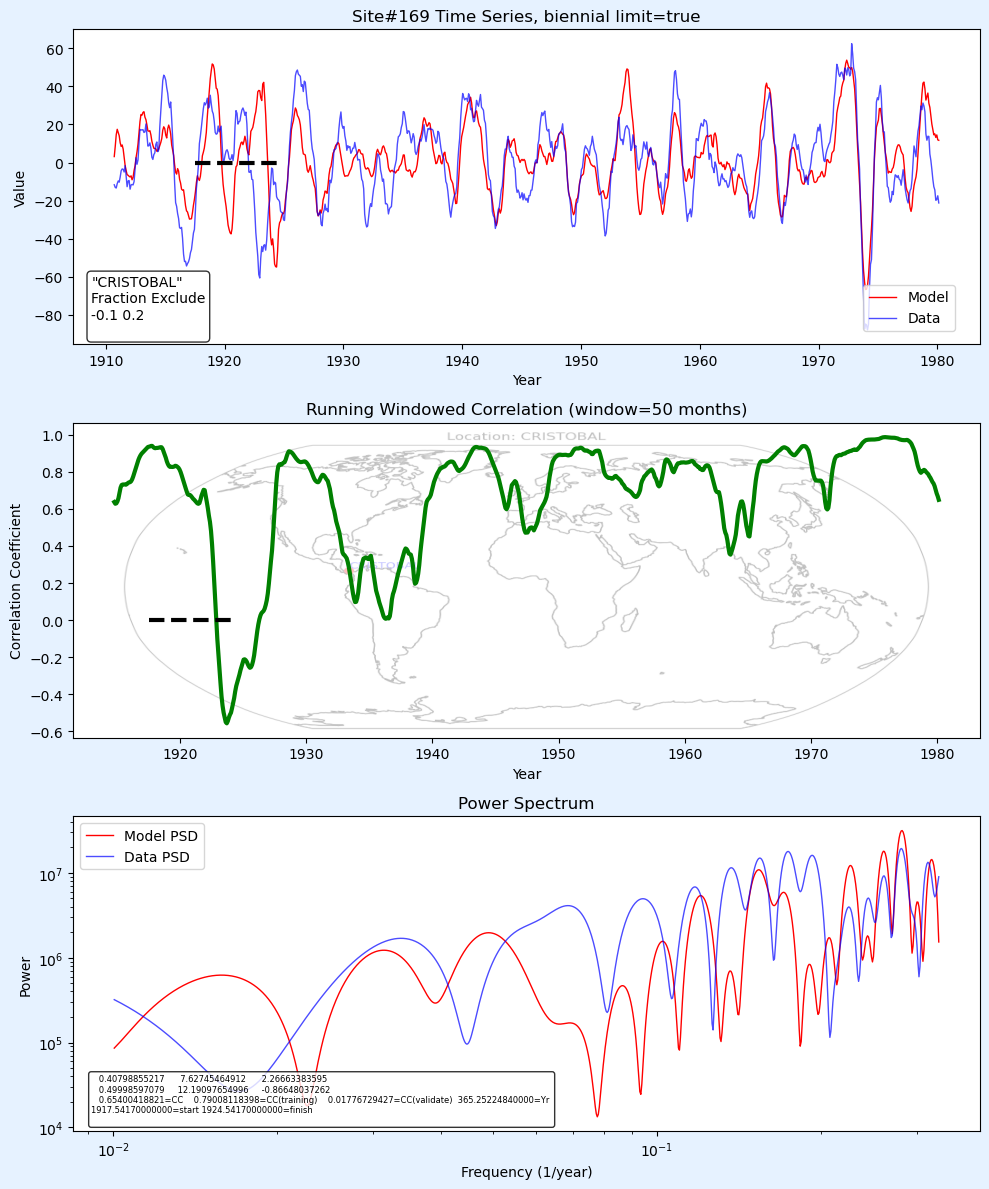 Site#169 Time Series, biennial limit=true
60
40
20
0
−20
−40
−60
−80
Value
"CRISTOBAL"
Fraction Exclude
-0.1 0.2
Model
Data
1910 1920 1930 1940 1950 1960 1970 1980
Year
Running Windowed Correlation (window=50 months)
Location: CRISTOBAL
1.0
0.8
0.6
0.4
0.2
0.0
−0.2
−0.4
−0.6
Correlation Coefficient
1920 1930 1940 1950 1960 1970 1980
Year
Power Spectrum
Model PSD
Data PSD
10^7
10^6
10^5
10^4
Power
0.40798855217 7.62745464912 2.26663383595
0.49998597079 12.19097654996 -0.86648037262
0.65400418821=CC 0.79008118398=CC(training) 0.01776729427=CC(validate) 365.25224840000=Yr
1917.54170000000=start 1924.54170000000=finish
10^−2 10^−1
Frequency (1/year)